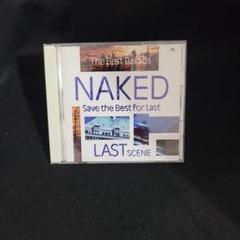 The Best Ballads
NAKED
Save the Best for Last
LAST SCENE